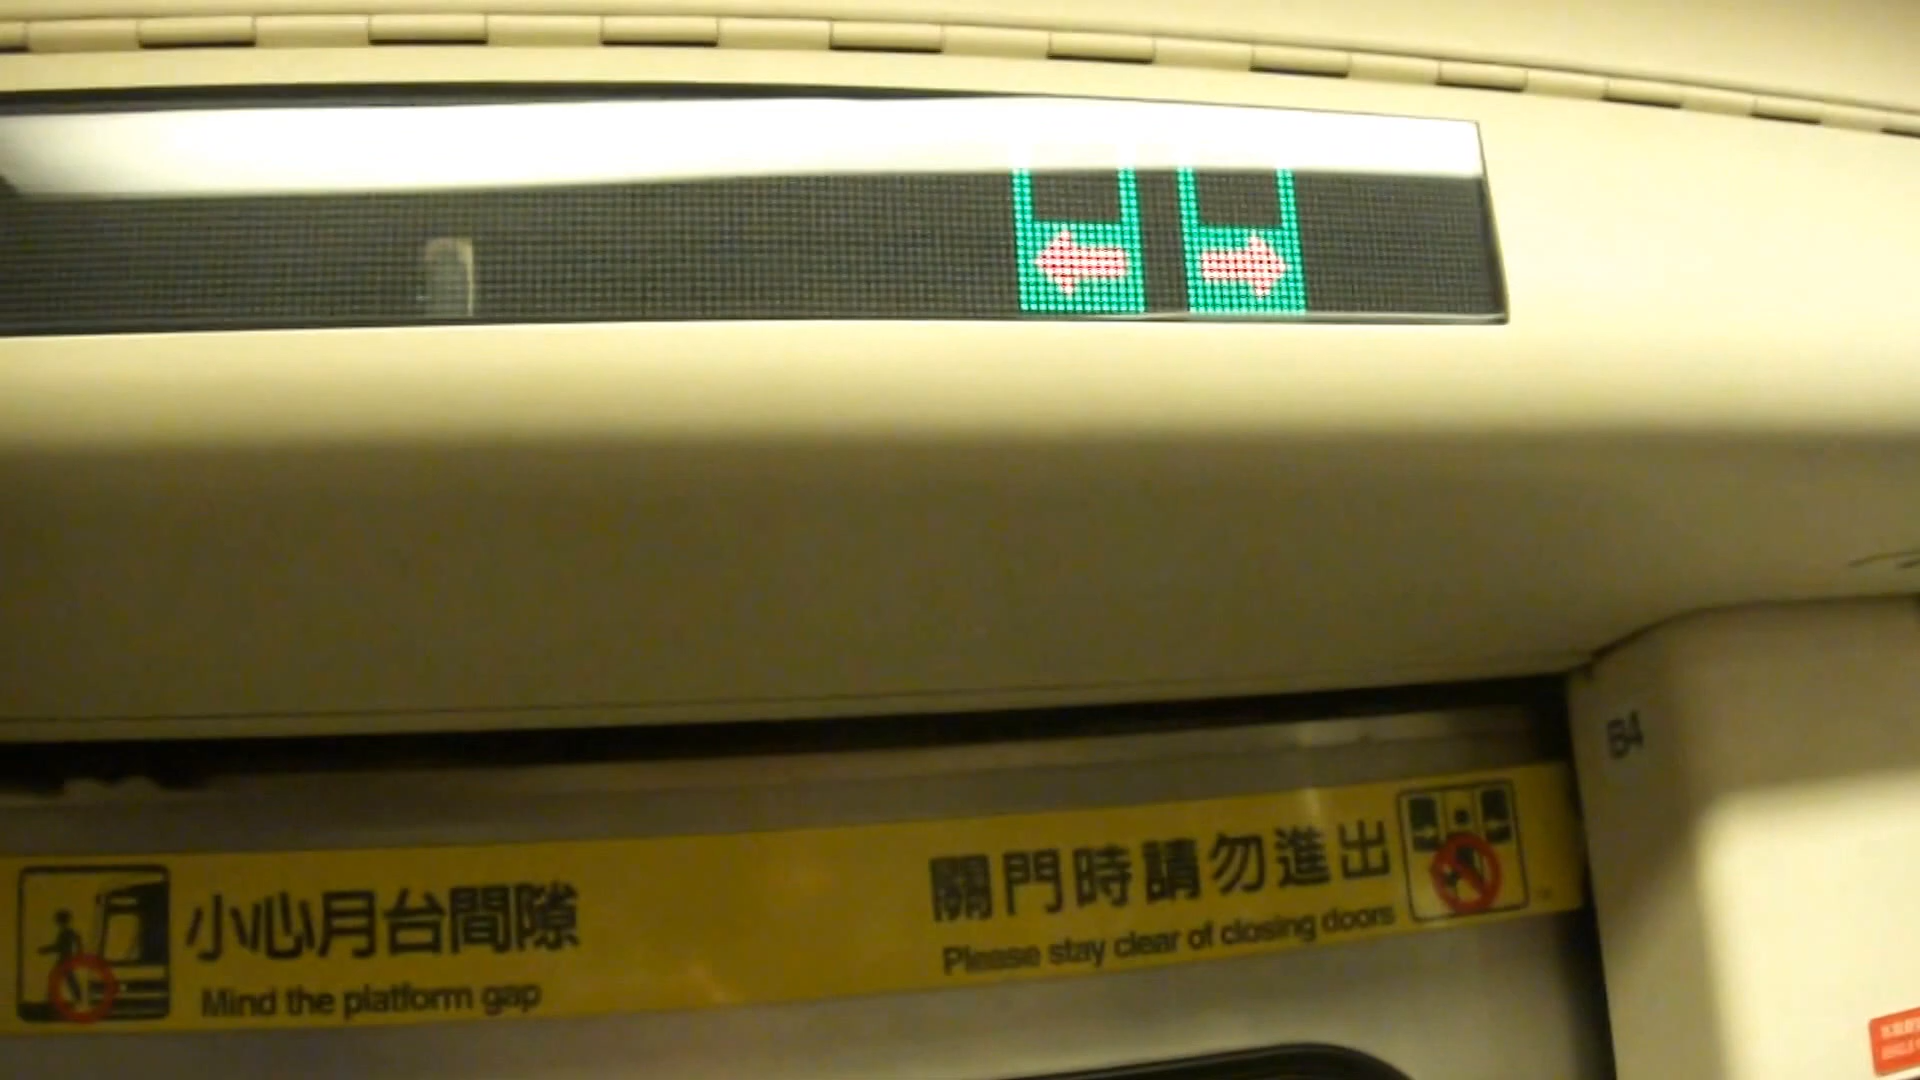 B4
小心月台間隙
Mind the platform gap
關門時請勿進出
Please stay clear of closing doors